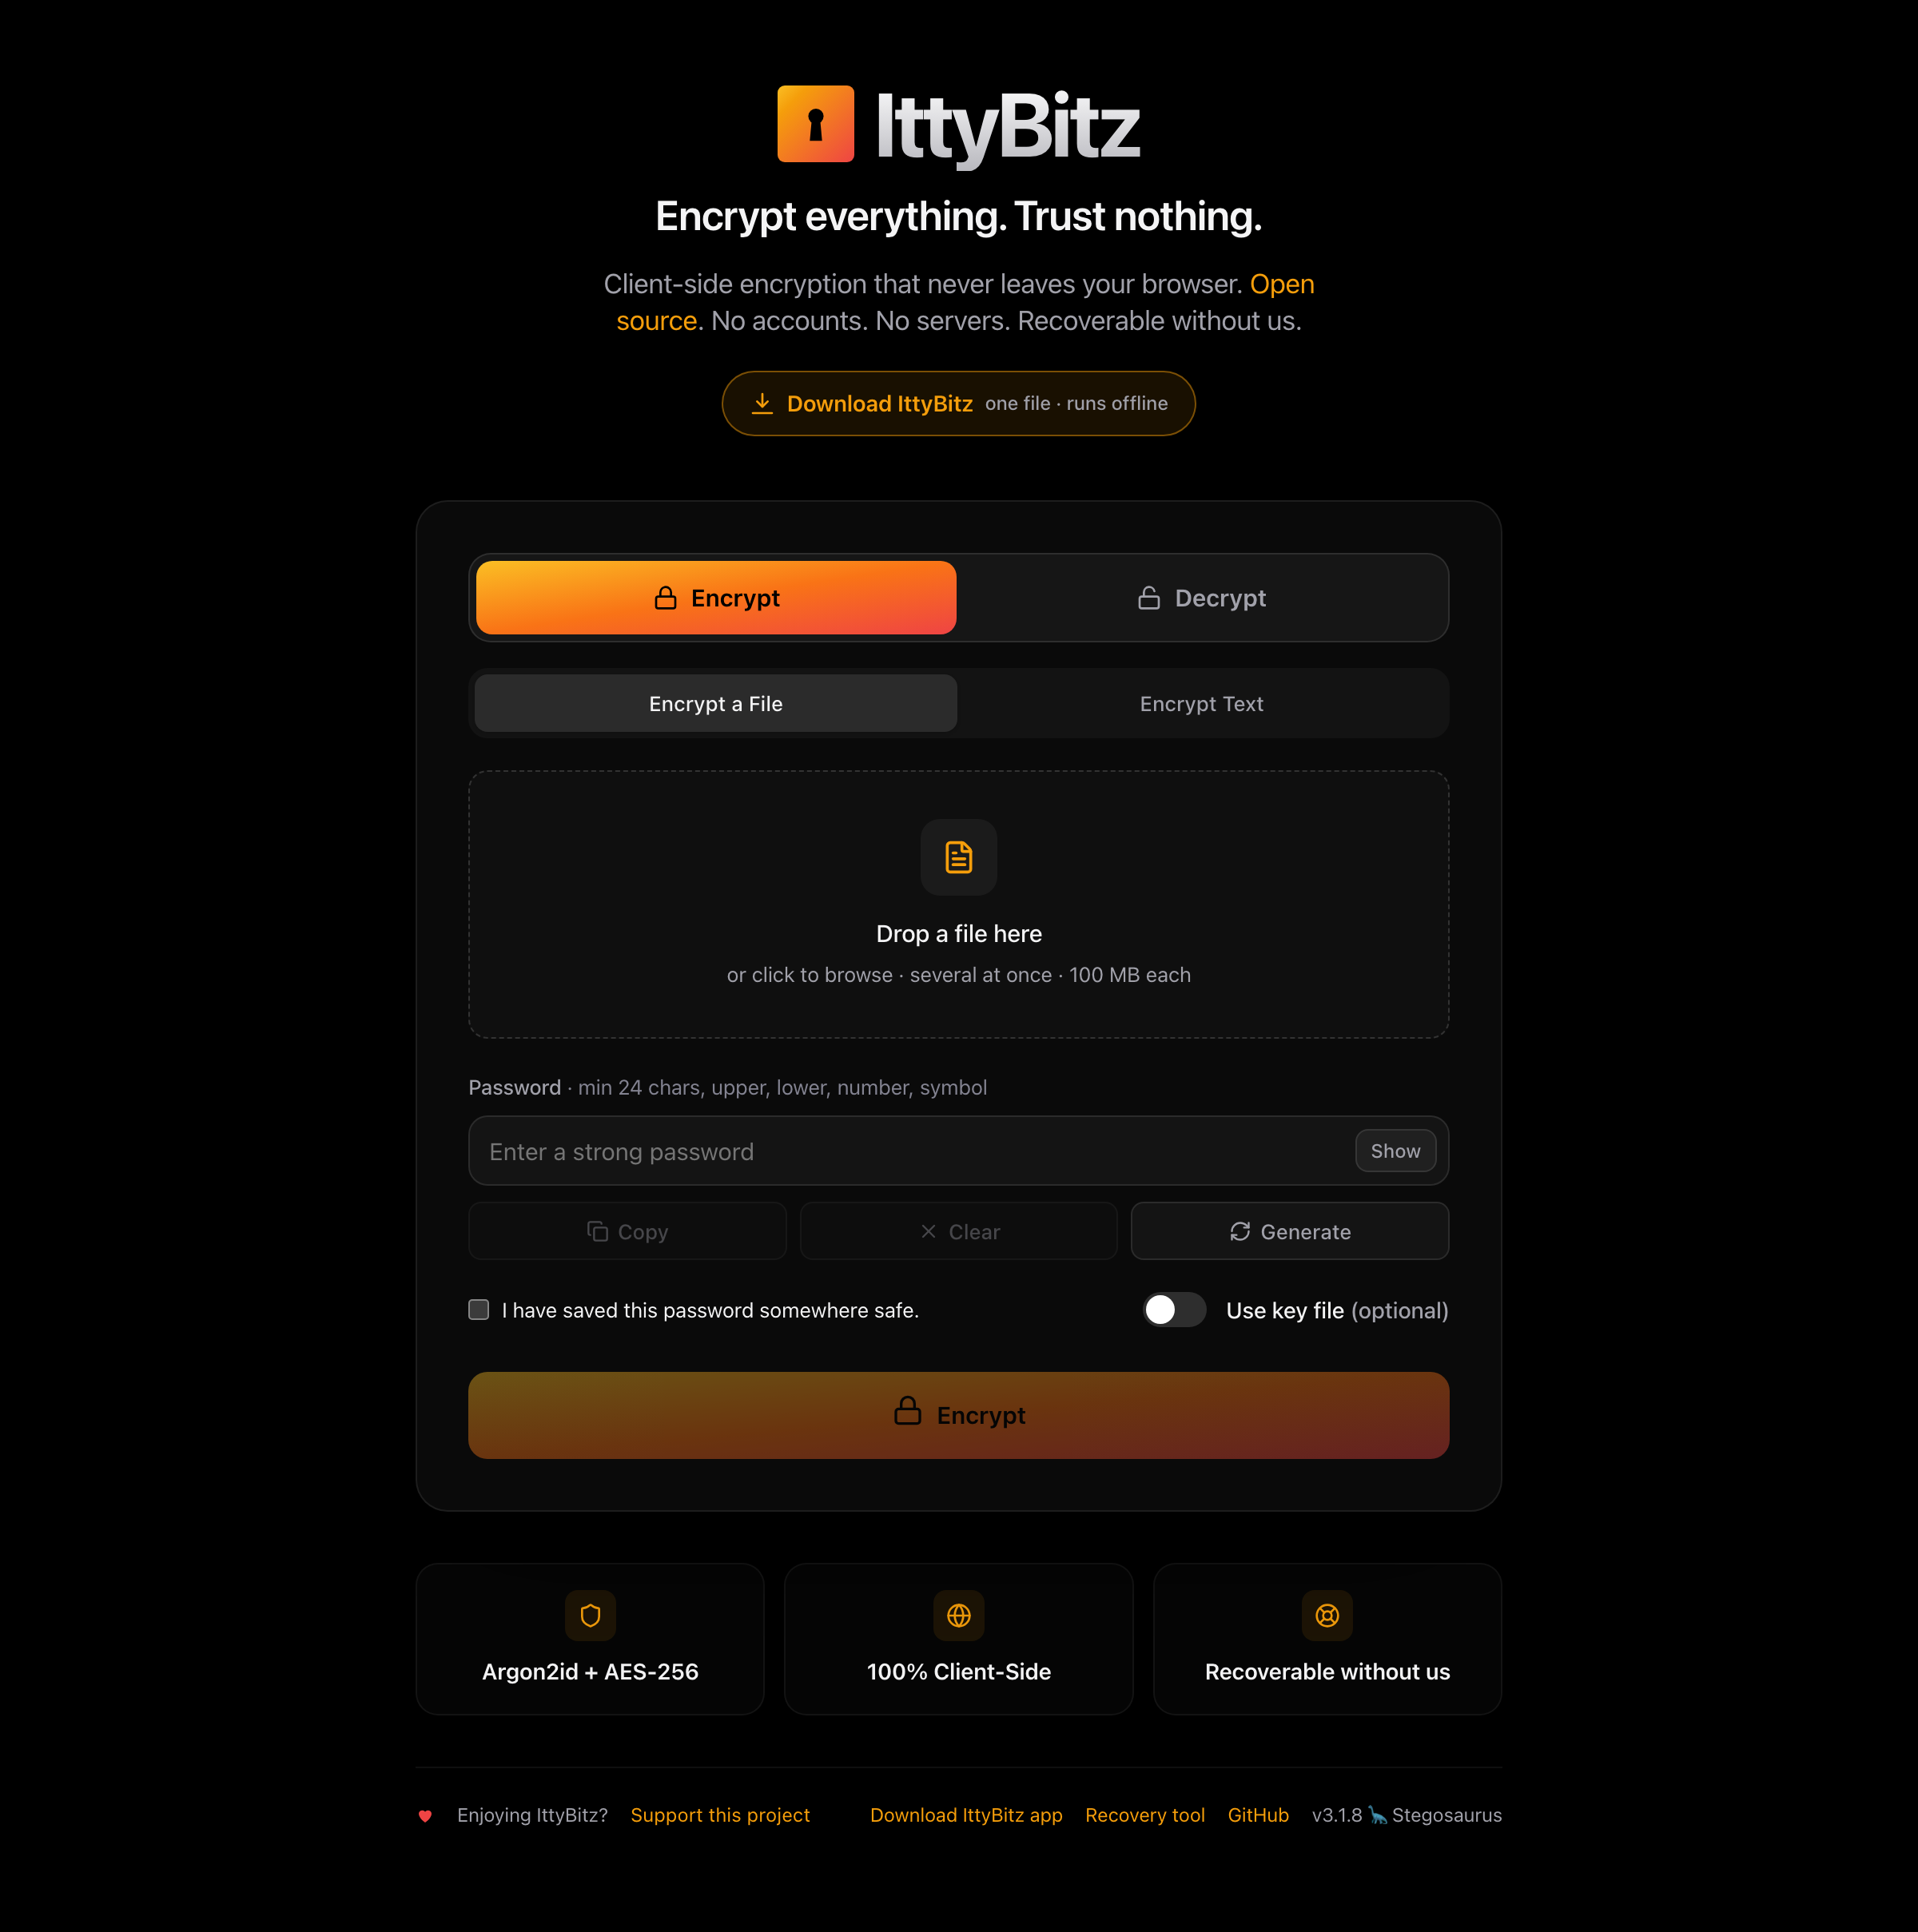 IttyBitz
Encrypt everything. Trust nothing.
Client-side encryption that never leaves your browser. Open
source. No accounts. No servers. Recoverable without us.
Download IttyBitz one file · runs offline
Encrypt
Decrypt
Encrypt a File
Encrypt Text
Drop a file here
or click to browse · several at once · 100 MB each
Password · min 24 chars, upper, lower, number, symbol
Enter a strong password
Show
Copy
Clear
Generate
I have saved this password somewhere safe.
Use key file (optional)
Encrypt
Argon2id + AES-256
100% Client-Side
Recoverable without us
Enjoying IttyBitz? Support this project
Download IttyBitz app Recovery tool GitHub v3.1.8 🦕 Stegosaurus